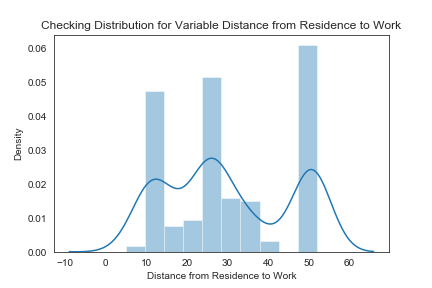 Checking Distribution for Variable Distance from Residence to Work
0.06
0.05
0.04
0.03
0.02
0.01
0.00
Density
−10 0 10 20 30 40 50 60
Distance from Residence to Work